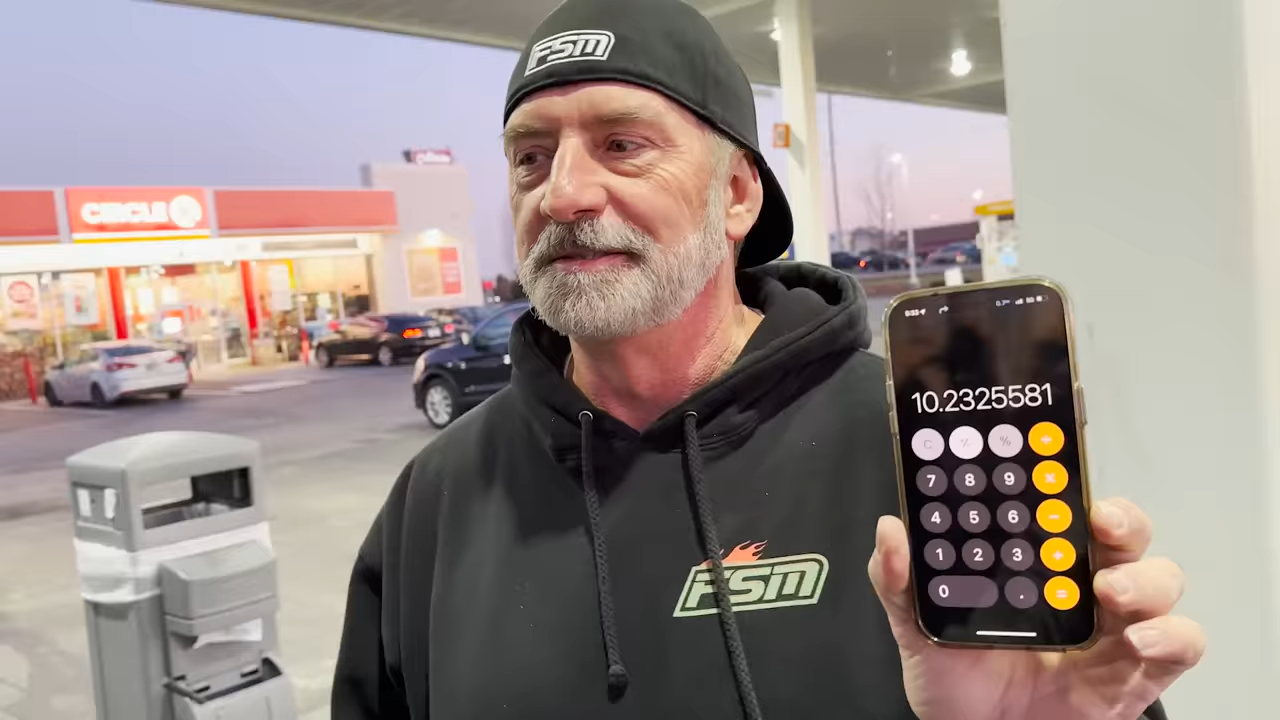 FSM
CIRCLE K
10.2325581
C
%
7 8 9 ×
4 5 6 −
1 2 3 +
0 . =
FSM